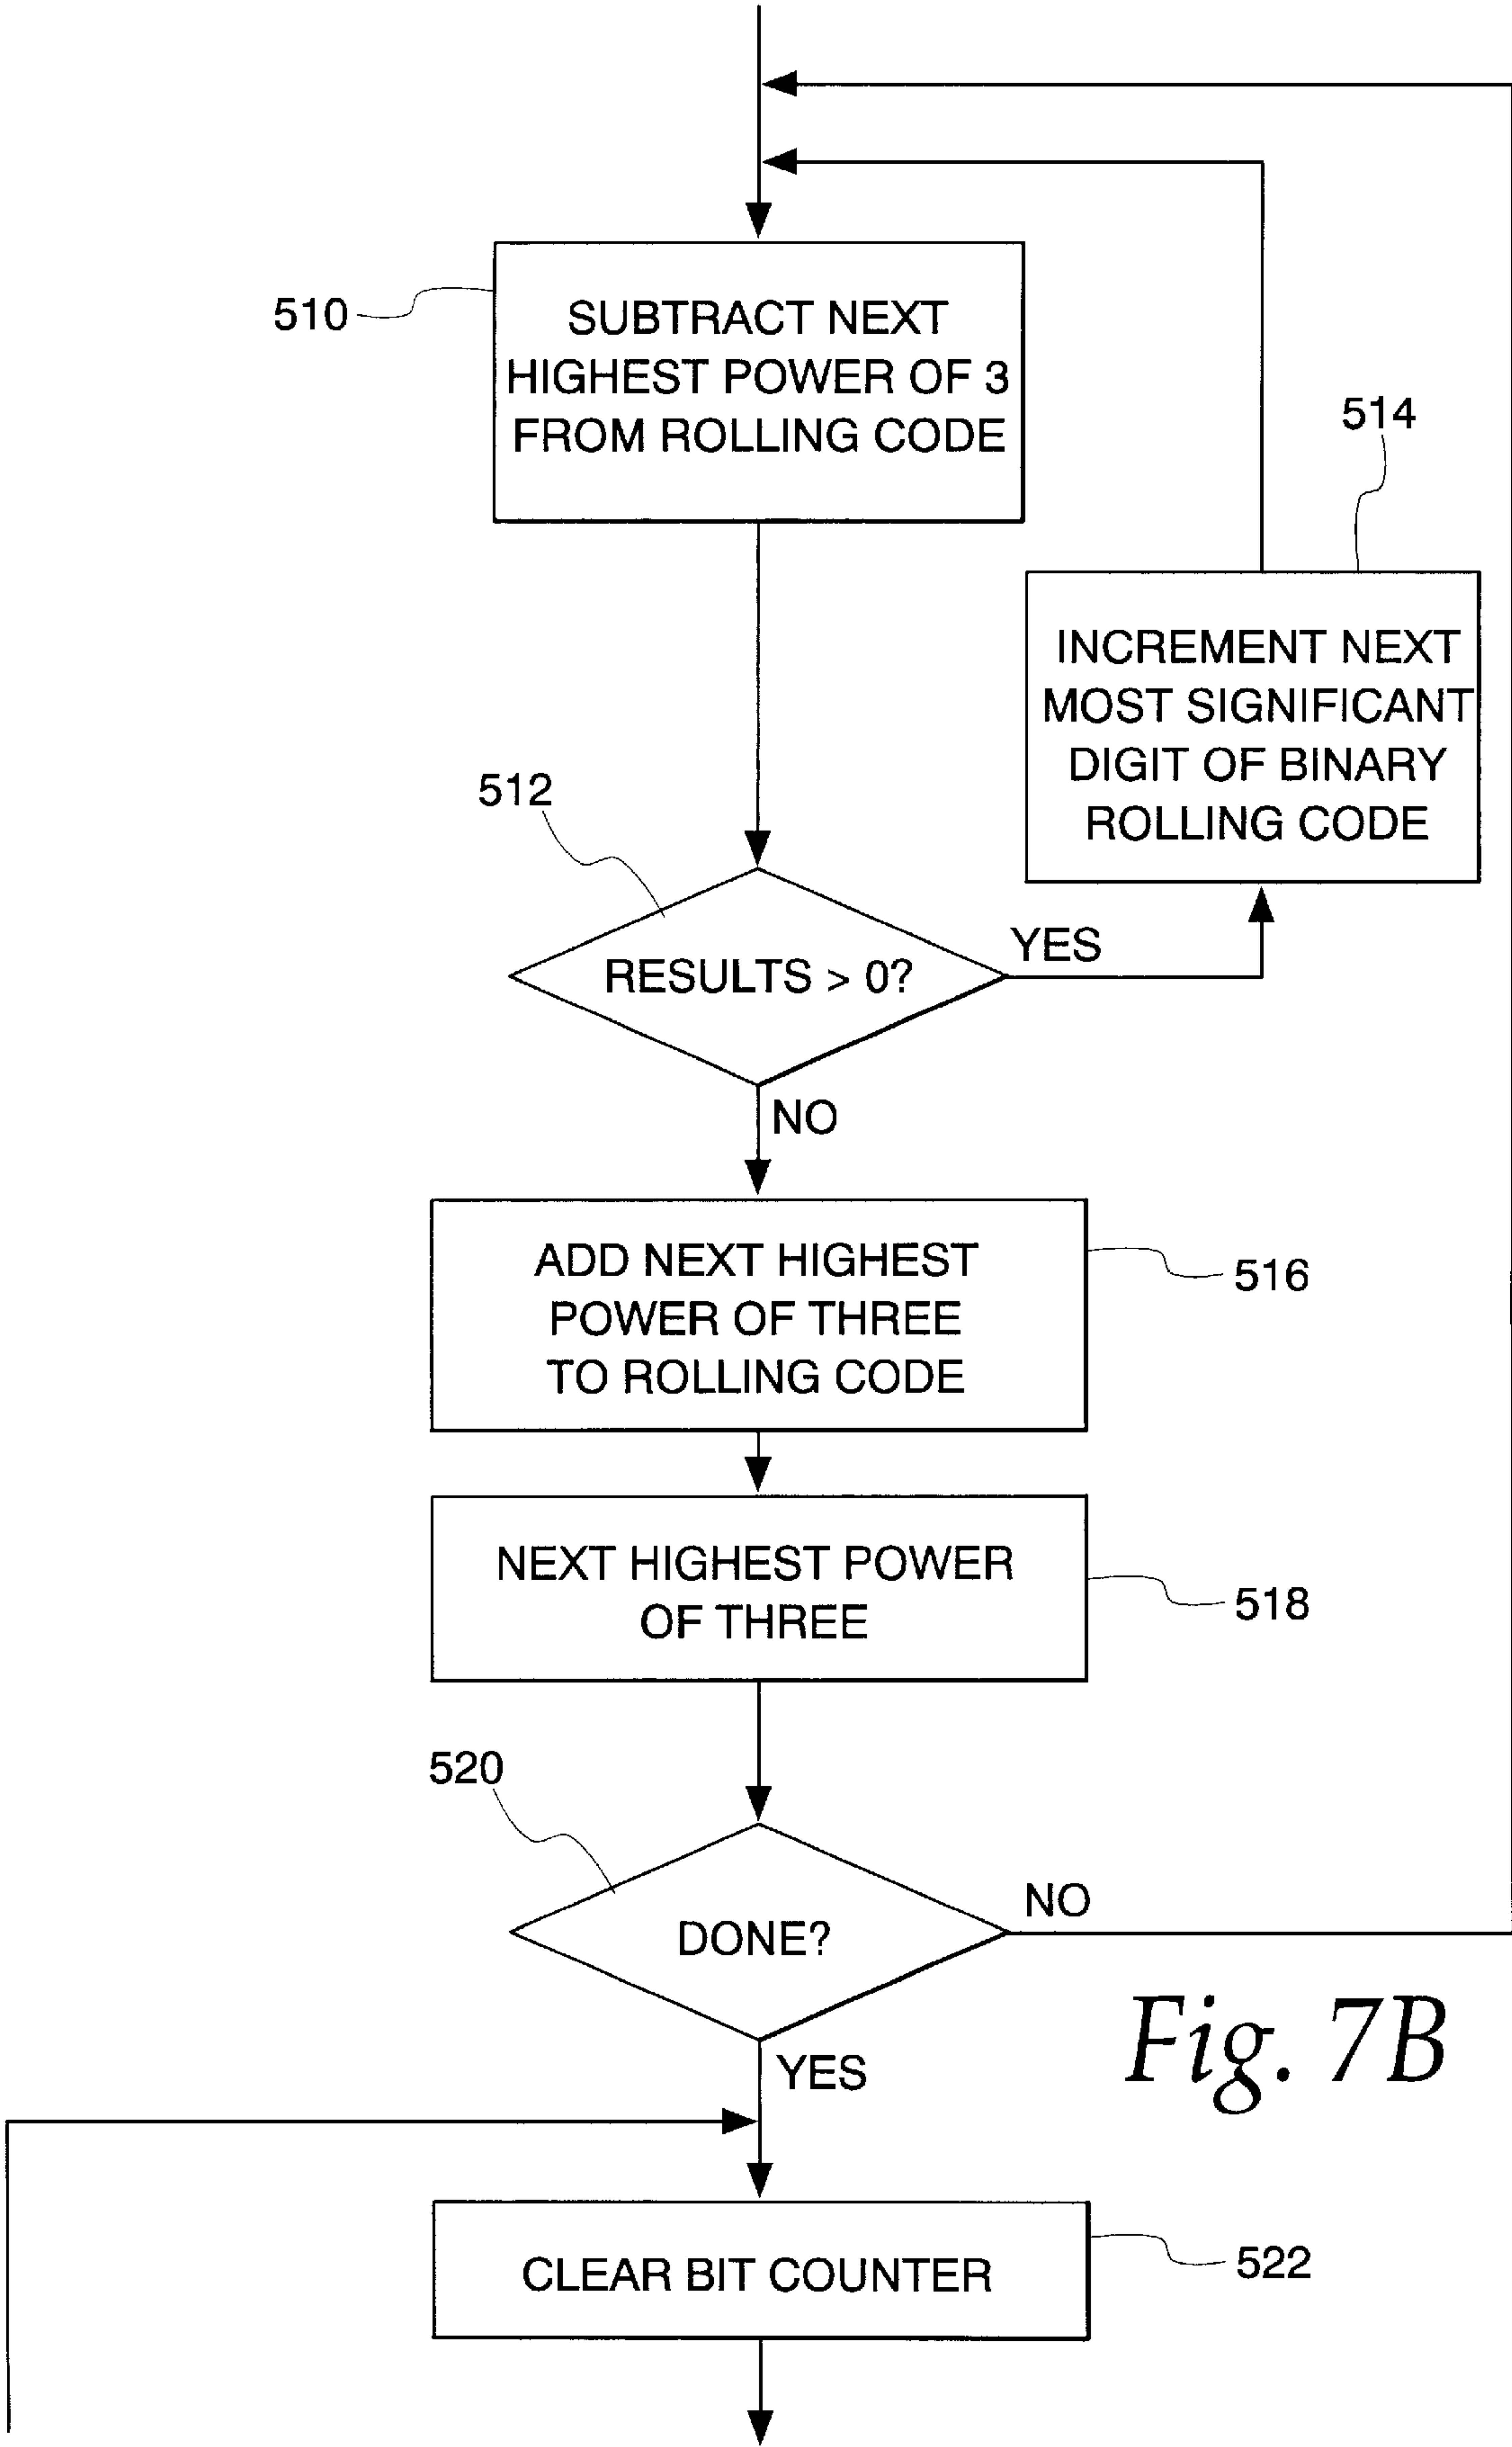 510
SUBTRACT NEXT
HIGHEST POWER OF 3
FROM ROLLING CODE
514
INCREMENT NEXT
MOST SIGNIFICANT
DIGIT OF BINARY
ROLLING CODE
512
RESULTS > 0?
YES
NO
ADD NEXT HIGHEST
POWER OF THREE
TO ROLLING CODE
516
NEXT HIGHEST POWER
OF THREE
518
520
DONE?
NO
YES
Fig. 7B
CLEAR BIT COUNTER
522